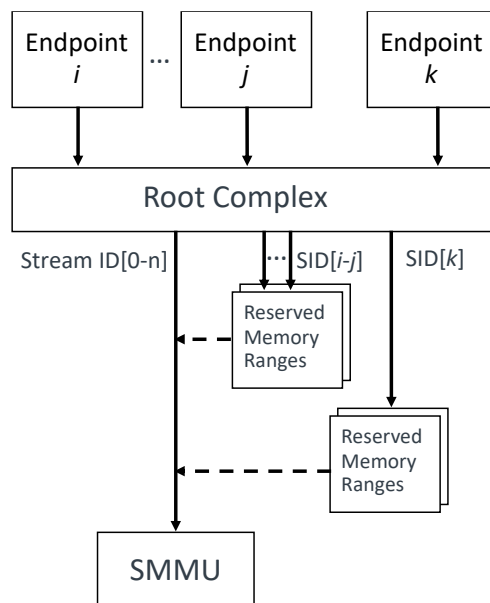 Endpoint
i
...
Endpoint
j
Endpoint
k
Root Complex
Stream ID[0-n]
...
SID[i-j]
SID[k]
Reserved
Memory
Ranges
Reserved
Memory
Ranges
SMMU